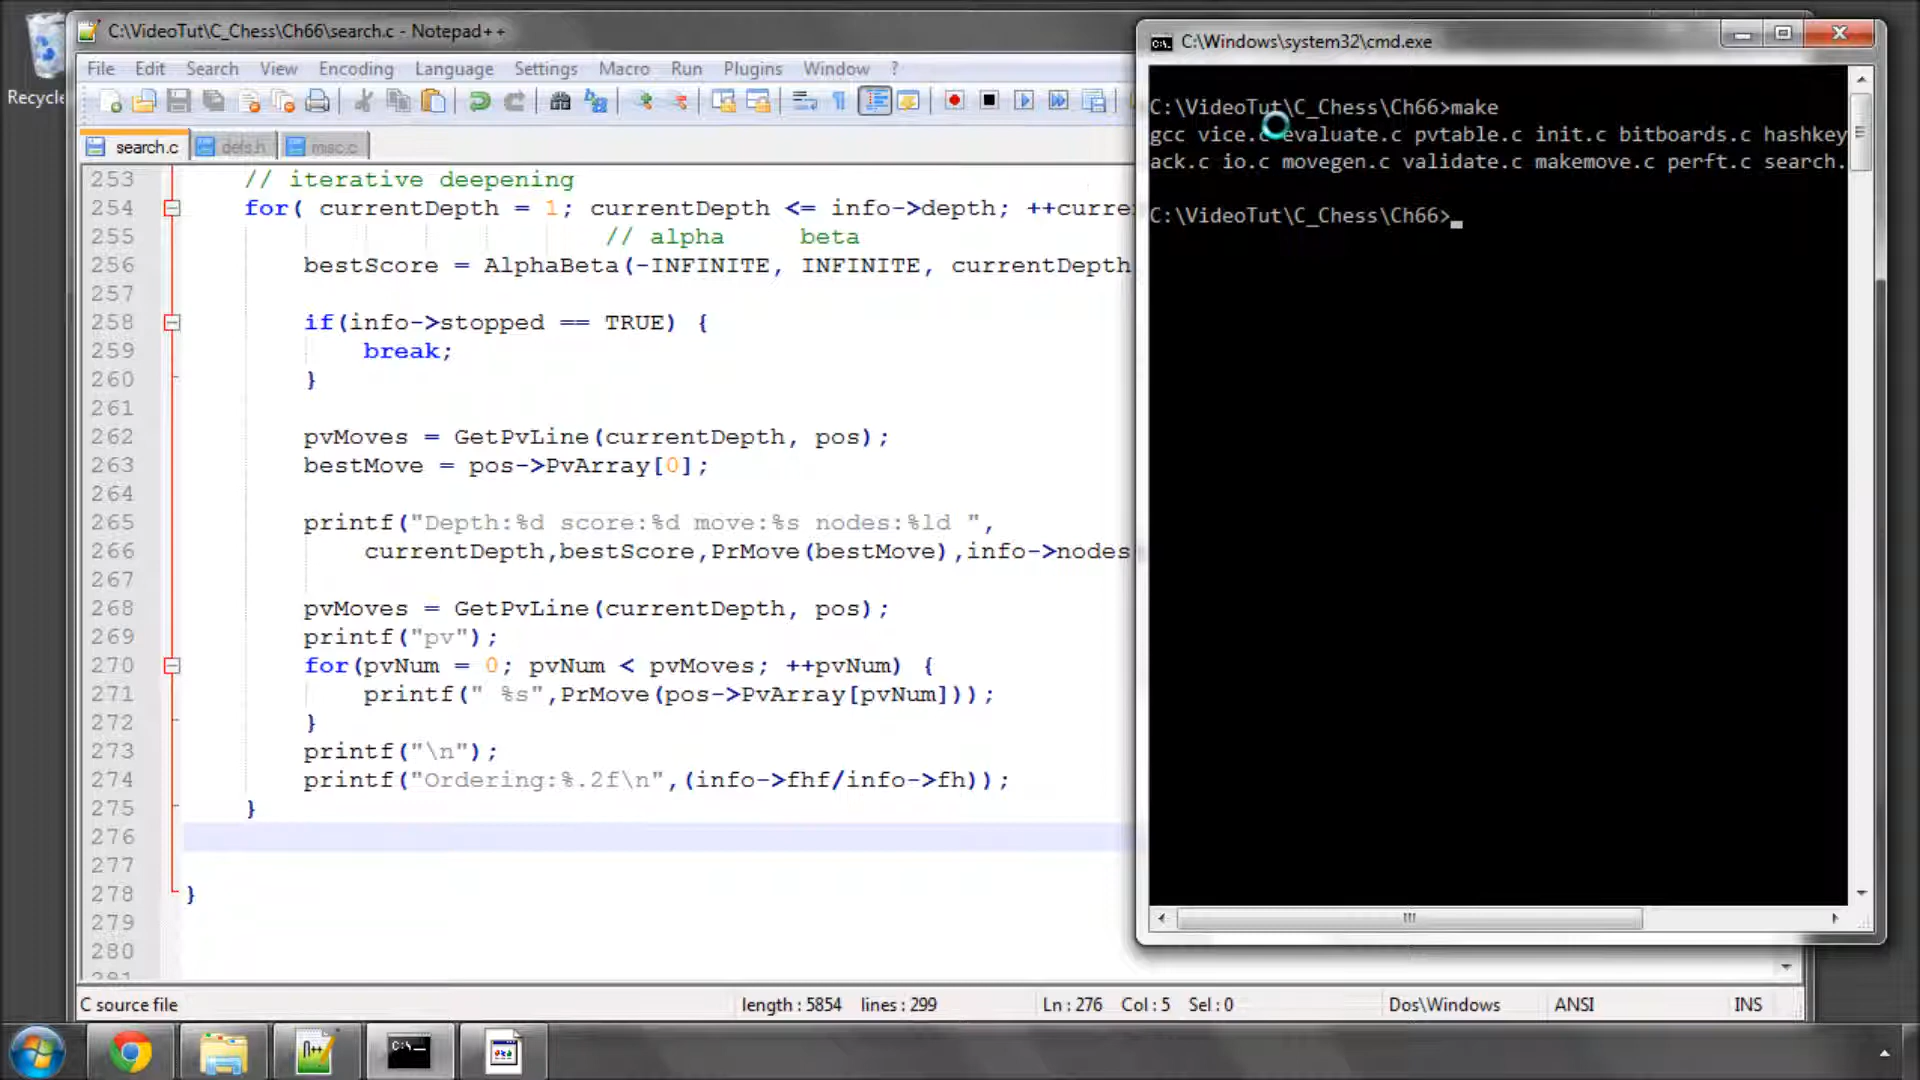 C:\VideoTut\C_Chess\Ch66\search.c - Notepad++
File Edit Search View Encoding Language Settings Macro Run Plugins Window ?
search.c defs.h misc.c
253 // iterative deepening
254 for( currentDepth = 1; currentDepth <= info->depth; ++curre
255 // alpha beta
256 bestScore = AlphaBeta(-INFINITE, INFINITE, currentDepth
257
258 if(info->stopped == TRUE) {
259 break;
260 }
261
262 pvMoves = GetPvLine(currentDepth, pos);
263 bestMove = pos->PvArray[0];
264
265 printf("Depth:%d score:%d move:%s nodes:%ld ",
266 currentDepth,bestScore,PrMove(bestMove),info->nodes
267
268 pvMoves = GetPvLine(currentDepth, pos);
269 printf("pv");
270 for(pvNum = 0; pvNum < pvMoves; ++pvNum) {
271 printf(" %s",PrMove(pos->PvArray[pvNum]));
272 }
273 printf("\n");
274 printf("Ordering:%.2f\n",(info->fhf/info->fh));
275 }
276
277
278 }
279
280
281
C source file length : 5854 lines : 299 Ln : 276 Col : 5 Sel : 0 Dos\Windows ANSI INS
Recycle
C:\Windows\system32\cmd.exe
C:\VideoTut\C_Chess\Ch66>make
gcc vice.c evaluate.c pvtable.c init.c bitboards.c hashkey
ack.c io.c movegen.c validate.c makemove.c perft.c search.
C:\VideoTut\C_Chess\Ch66>